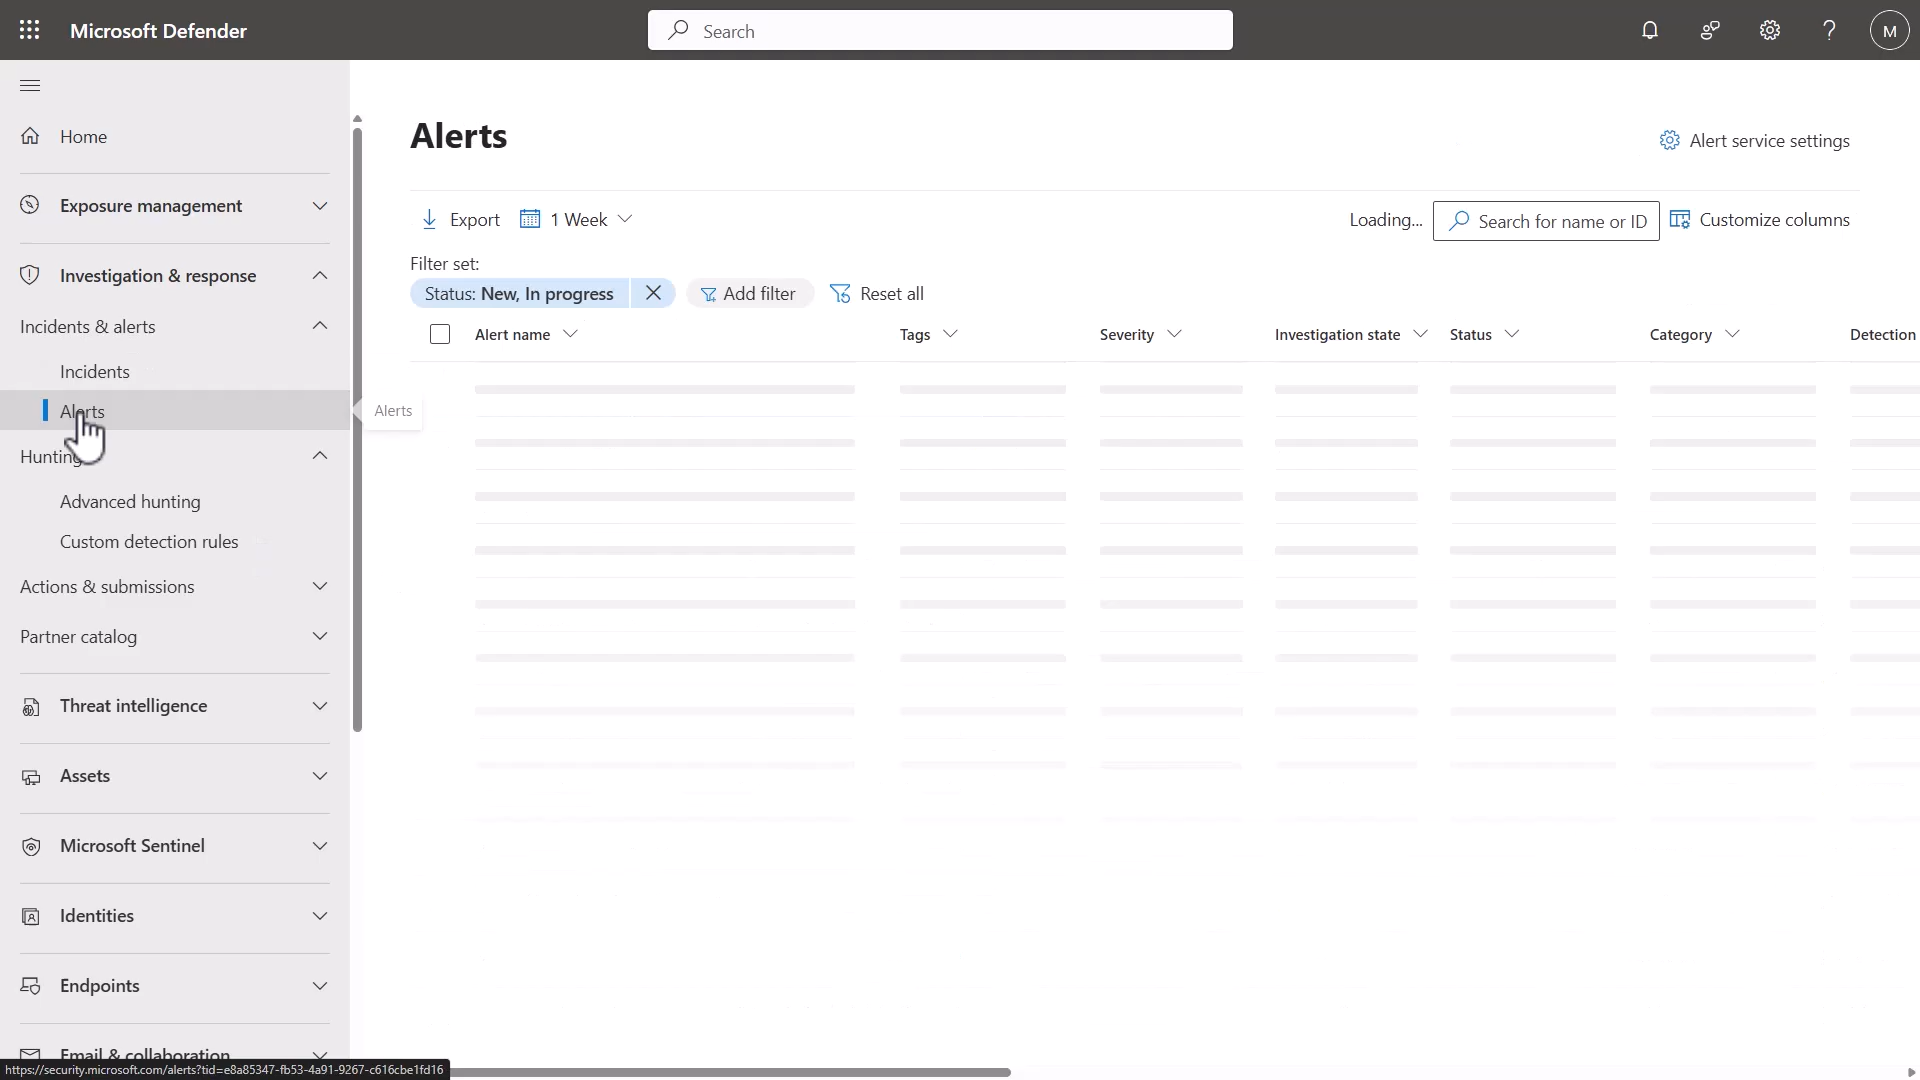 Microsoft Defender
Search
M
Home
Exposure management
Investigation & response
Incidents & alerts
Incidents
Alerts
Hunting
Advanced hunting
Custom detection rules
Actions & submissions
Partner catalog
Threat intelligence
Assets
Microsoft Sentinel
Identities
Endpoints
Email & collaboration
https://security.microsoft.com/alerts?tid=e8a85347-fb53-4a91-9267-c616cbe1fd16
Alerts
Alerts
Alert service settings
Export
1 Week
Loading...
Search for name or ID
Customize columns
Filter set:
Status: New, In progress
Add filter
Reset all
Alert name Tags Severity Investigation state Status Category Detection